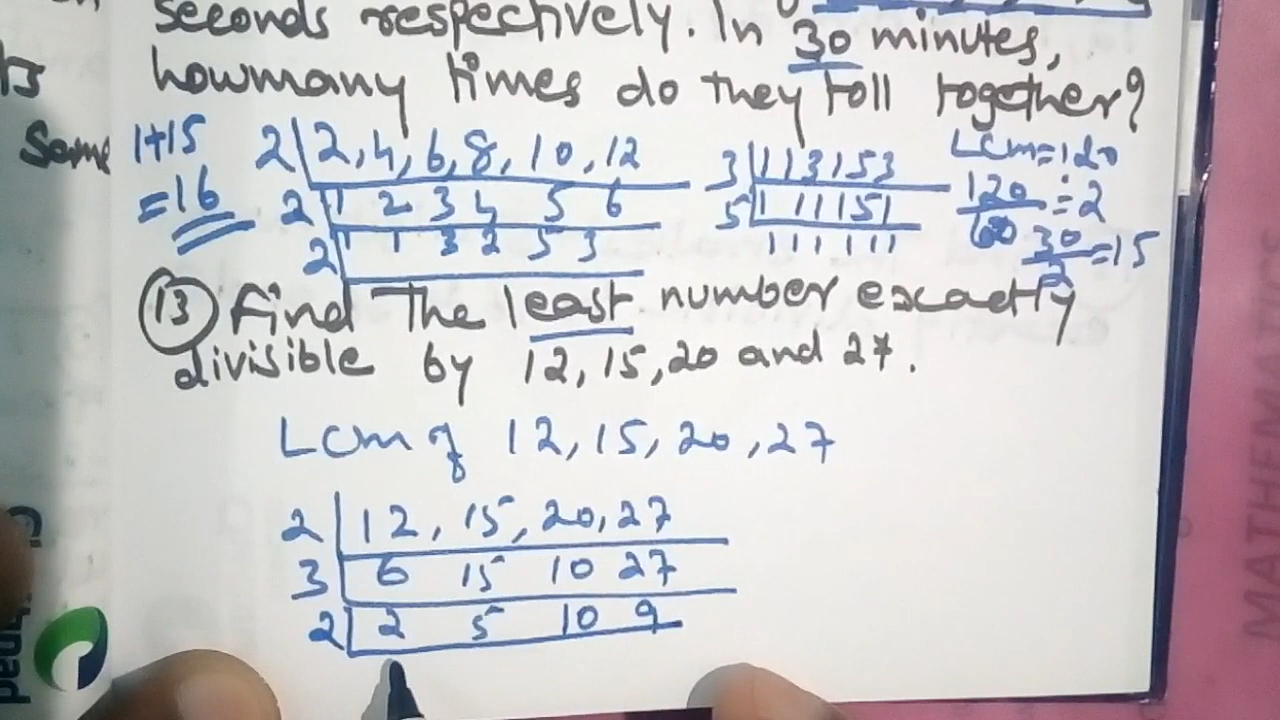 seconds respectively. In 30 minutes,
howmany times do they toll together?
Some
1+15
=16
2 2,4,6,8,10,12
2 1 2 3 4 5 6
2 1 1 3 2 5 3
3 1 1 3 1 5 3
5 1 1 1 1 5 1
1 1 1 1 1 1
Lcm=120
120/60 = 2
30/2 =15
13 Find the least number exactly
divisible by 12, 15, 20 and 27.
Lcm of 12, 15, 20, 27
2 12, 15, 20, 27
3 6 15 10 27
2 2 5 10 9
MATHEMATICS